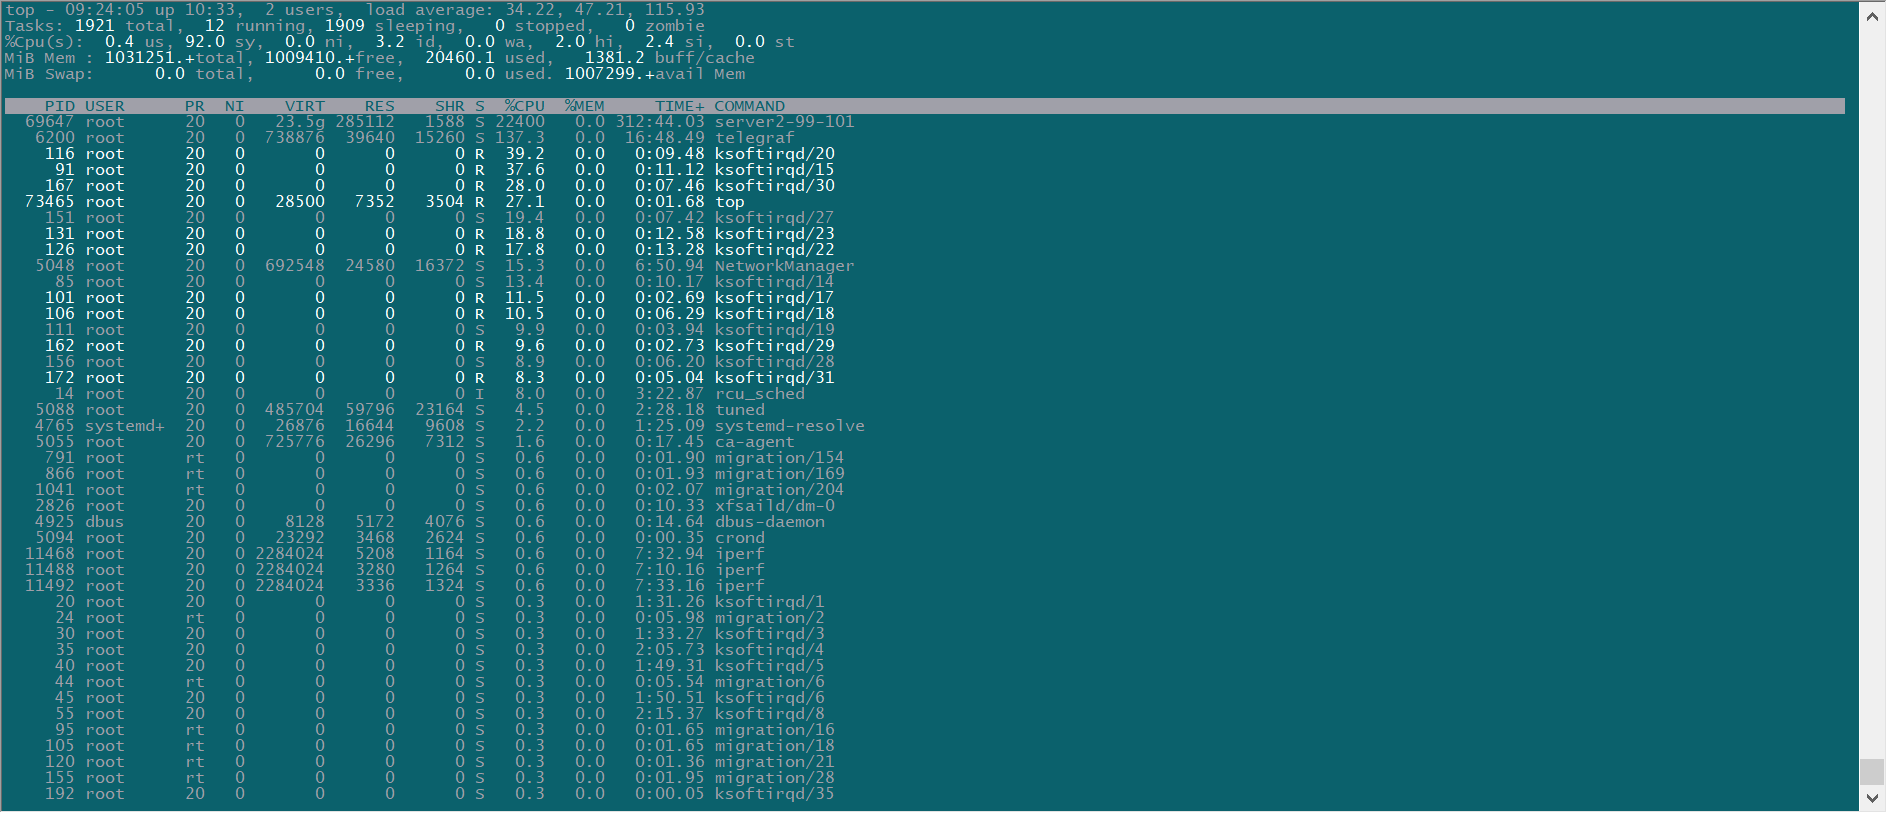 top - 09:24:05 up 10:33,  2 users,  load average: 34.22, 47.21, 115.93
Tasks: 1921 total,  12 running, 1909 sleeping,   0 stopped,   0 zombie
%Cpu(s):  0.4 us, 92.0 sy,  0.0 ni,  3.2 id,  0.0 wa,  2.0 hi,  2.4 si,  0.0 st
MiB Mem : 1031251.+total, 1009410.+free,  20460.1 used,   1381.2 buff/cache
MiB Swap:      0.0 total,      0.0 free,      0.0 used. 1007299.+avail Mem
PID USER      PR  NI    VIRT    RES    SHR S  %CPU  %MEM     TIME+ COMMAND
69647 root      20   0   23.5g 285112   1588 S 22400   0.0 312:44.03 server2-99-101
6200 root      20   0  738876  39640  15260 S 137.3   0.0  16:48.49 telegraf
116 root      20   0       0      0      0 R  39.2   0.0   0:09.48 ksoftirqd/20
91 root      20   0       0      0      0 R  37.6   0.0   0:11.12 ksoftirqd/15
167 root      20   0       0      0      0 R  28.0   0.0   0:07.46 ksoftirqd/30
73465 root      20   0   28500   7352   3504 R  27.1   0.0   0:01.68 top
151 root      20   0       0      0      0 S  19.4   0.0   0:07.42 ksoftirqd/27
131 root      20   0       0      0      0 R  18.8   0.0   0:12.58 ksoftirqd/23
126 root      20   0       0      0      0 R  17.8   0.0   0:13.28 ksoftirqd/22
5048 root      20   0  692548  24580  16372 S  15.3   0.0   6:50.94 NetworkManager
85 root      20   0       0      0      0 S  13.4   0.0   0:10.17 ksoftirqd/14
101 root      20   0       0      0      0 R  11.5   0.0   0:02.69 ksoftirqd/17
106 root      20   0       0      0      0 R  10.5   0.0   0:06.29 ksoftirqd/18
111 root      20   0       0      0      0 S   9.9   0.0   0:03.94 ksoftirqd/19
162 root      20   0       0      0      0 R   9.6   0.0   0:02.73 ksoftirqd/29
156 root      20   0       0      0      0 S   8.9   0.0   0:06.20 ksoftirqd/28
172 root      20   0       0      0      0 R   8.3   0.0   0:05.04 ksoftirqd/31
14 root      20   0       0      0      0 I   8.0   0.0   3:22.87 rcu_sched
5088 root      20   0  485704  59796  23164 S   4.5   0.0   2:28.18 tuned
4765 systemd+  20   0   26876  16644   9608 S   2.2   0.0   1:25.09 systemd-resolve
5055 root      20   0  725776  26296   7312 S   1.6   0.0   0:17.45 ca-agent
791 root      rt   0       0      0      0 S   0.6   0.0   0:01.90 migration/154
866 root      rt   0       0      0      0 S   0.6   0.0   0:01.93 migration/169
1041 root      rt   0       0      0      0 S   0.6   0.0   0:02.07 migration/204
2826 root      20   0       0      0      0 S   0.6   0.0   0:10.33 xfsaild/dm-0
4925 dbus      20   0    8128   5172   4076 S   0.6   0.0   0:14.64 dbus-daemon
5094 root      20   0   23292   3468   2624 S   0.6   0.0   0:00.35 crond
11468 root      20   0 2284024   5208   1164 S   0.6   0.0   7:32.94 iperf
11488 root      20   0 2284024   3280   1264 S   0.6   0.0   7:10.16 iperf
11492 root      20   0 2284024   3336   1324 S   0.6   0.0   7:33.16 iperf
20 root      20   0       0      0      0 S   0.3   0.0   1:31.26 ksoftirqd/1
24 root      rt   0       0      0      0 S   0.3   0.0   0:05.98 migration/2
30 root      20   0       0      0      0 S   0.3   0.0   1:33.27 ksoftirqd/3
35 root      20   0       0      0      0 S   0.3   0.0   2:05.73 ksoftirqd/4
40 root      20   0       0      0      0 S   0.3   0.0   1:49.31 ksoftirqd/5
44 root      rt   0       0      0      0 S   0.3   0.0   0:05.54 migration/6
45 root      20   0       0      0      0 S   0.3   0.0   1:50.51 ksoftirqd/6
55 root      20   0       0      0      0 S   0.3   0.0   2:15.37 ksoftirqd/8
95 root      rt   0       0      0      0 S   0.3   0.0   0:01.65 migration/16
105 root      rt   0       0      0      0 S   0.3   0.0   0:01.65 migration/18
120 root      rt   0       0      0      0 S   0.3   0.0   0:01.36 migration/21
155 root      rt   0       0      0      0 S   0.3   0.0   0:01.95 migration/28
192 root      20   0       0      0      0 S   0.3   0.0   0:00.05 ksoftirqd/35